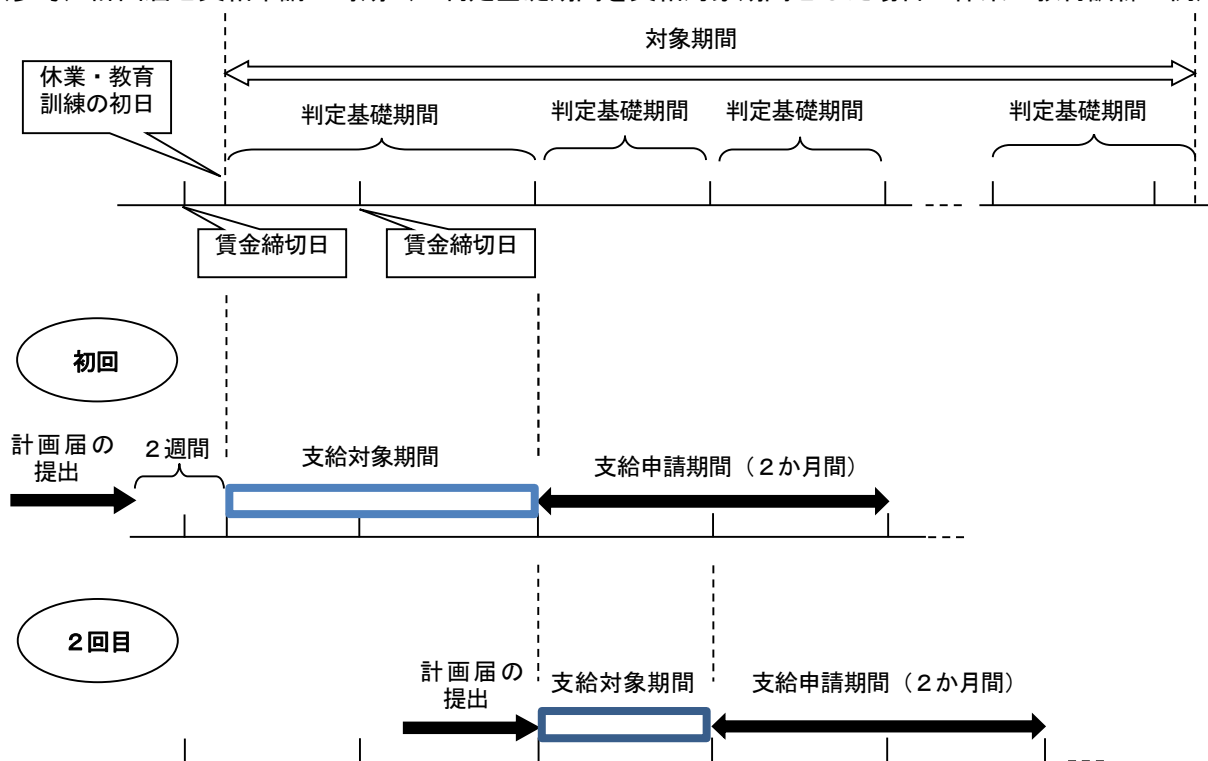 対象期間
休業・教育
訓練の初日
判定基礎期間
判定基礎期間
判定基礎期間
判定基礎期間
賃金締切日
賃金締切日
初回
計画届の
提出
２週間
支給対象期間
支給申請期間（２か月間）
２回目
計画届の
提出
支給対象期間
支給申請期間（２か月間）